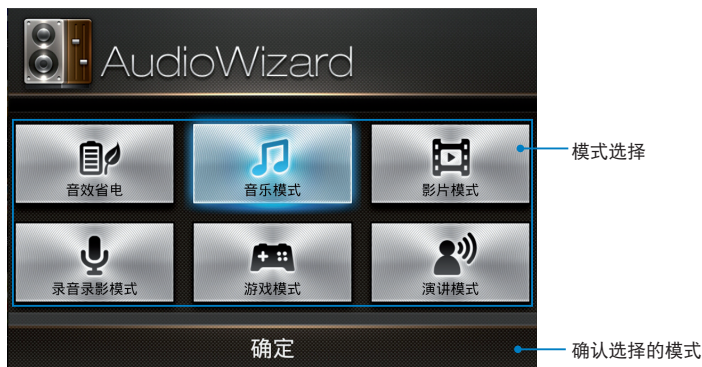 AudioWizard
音效省电
音乐模式
影片模式
模式选择
录音录影模式
游戏模式
演讲模式
确定
确认选择的模式